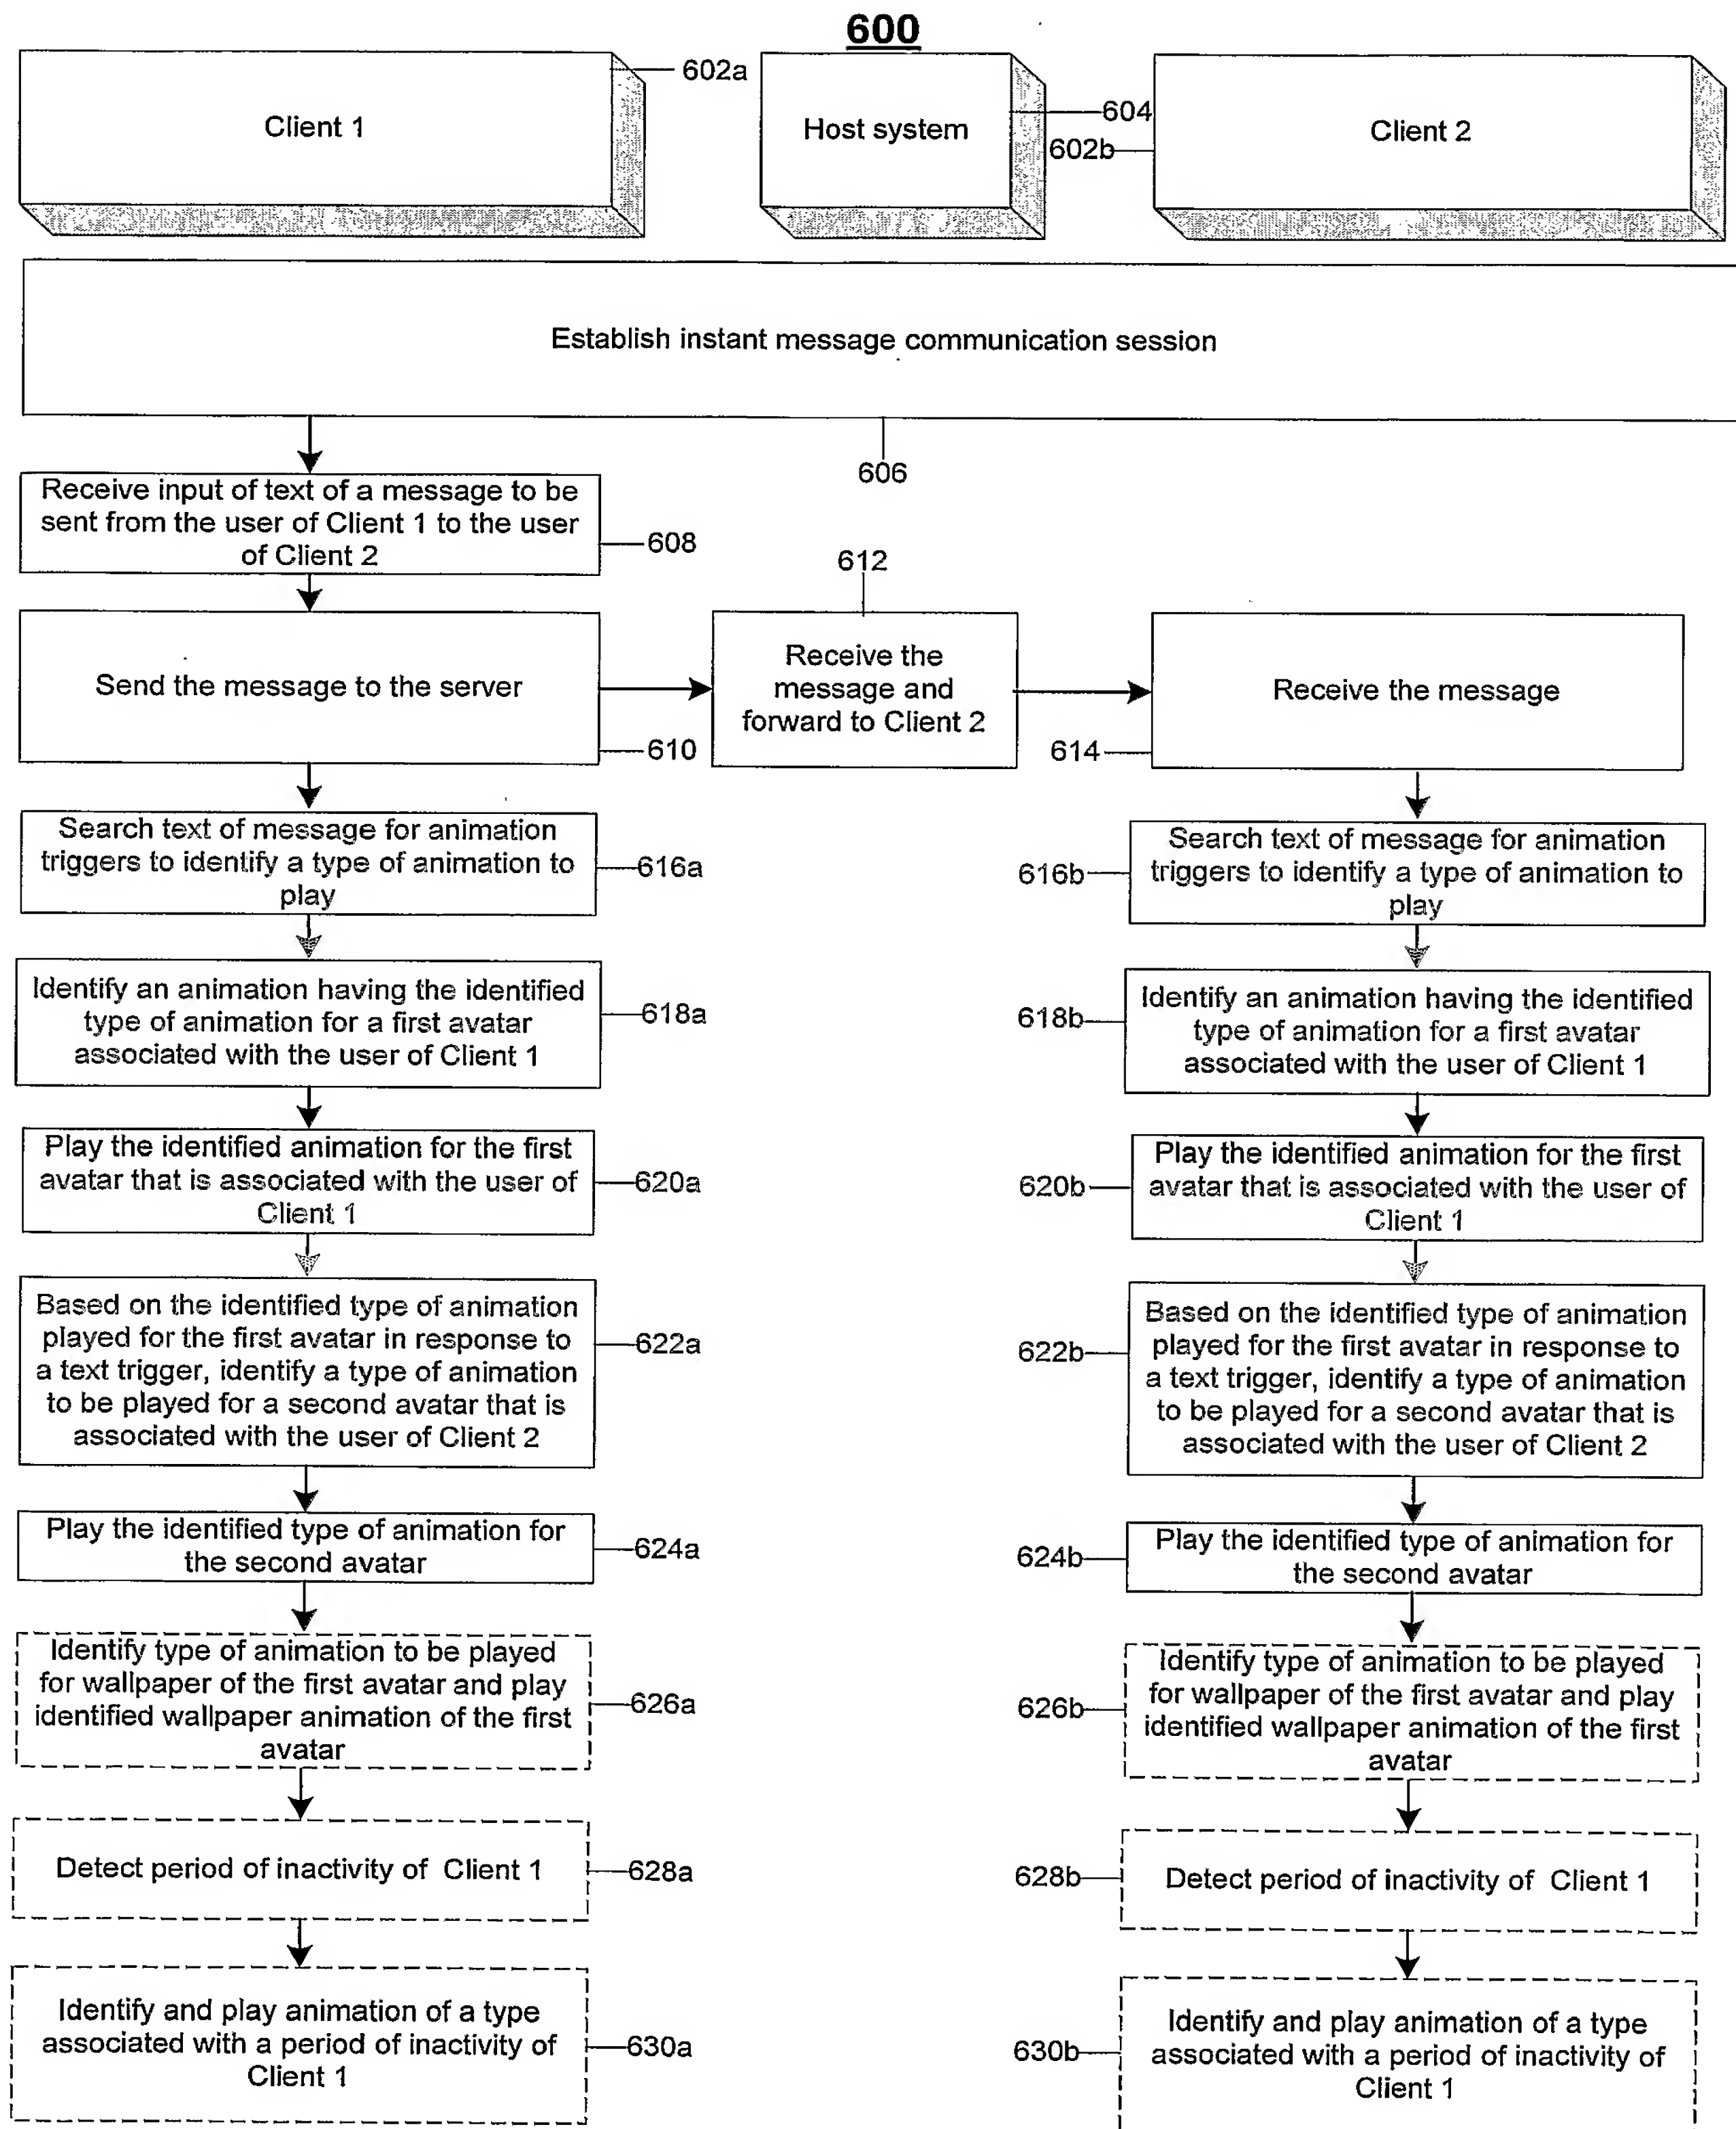 600
Client 1
602a
Host system
604
602b
Client 2
Establish instant message communication session
606
Receive input of text of a message to be
sent from the user of Client 1 to the user
of Client 2
608
Send the message to the server
610
612
Receive the
message and
forward to Client 2
Receive the message
614
Search text of message for animation
triggers to identify a type of animation to
play
616a
616b
Search text of message for animation
triggers to identify a type of animation to
play
Identify an animation having the identified
type of animation for a first avatar
associated with the user of Client 1
618a
618b
Identify an animation having the identified
type of animation for a first avatar
associated with the user of Client 1
Play the identified animation for the first
avatar that is associated with the user of
Client 1
620a
620b
Play the identified animation for the first
avatar that is associated with the user of
Client 1
Based on the identified type of animation
played for the first avatar in response to
a text trigger, identify a type of animation
to be played for a second avatar that is
associated with the user of Client 2
622a
622b
Based on the identified type of animation
played for the first avatar in response to
a text trigger, identify a type of animation
to be played for a second avatar that is
associated with the user of Client 2
Play the identified type of animation for
the second avatar
624a
624b
Play the identified type of animation for
the second avatar
Identify type of animation to be played
for wallpaper of the first avatar and play
identified wallpaper animation of the first
avatar
626a
626b
Identify type of animation to be played
for wallpaper of the first avatar and play
identified wallpaper animation of the first
avatar
Detect period of inactivity of Client 1
628a
628b
Detect period of inactivity of Client 1
Identify and play animation of a type
associated with a period of inactivity of
Client 1
630a
630b
Identify and play animation of a type
associated with a period of inactivity of
Client 1